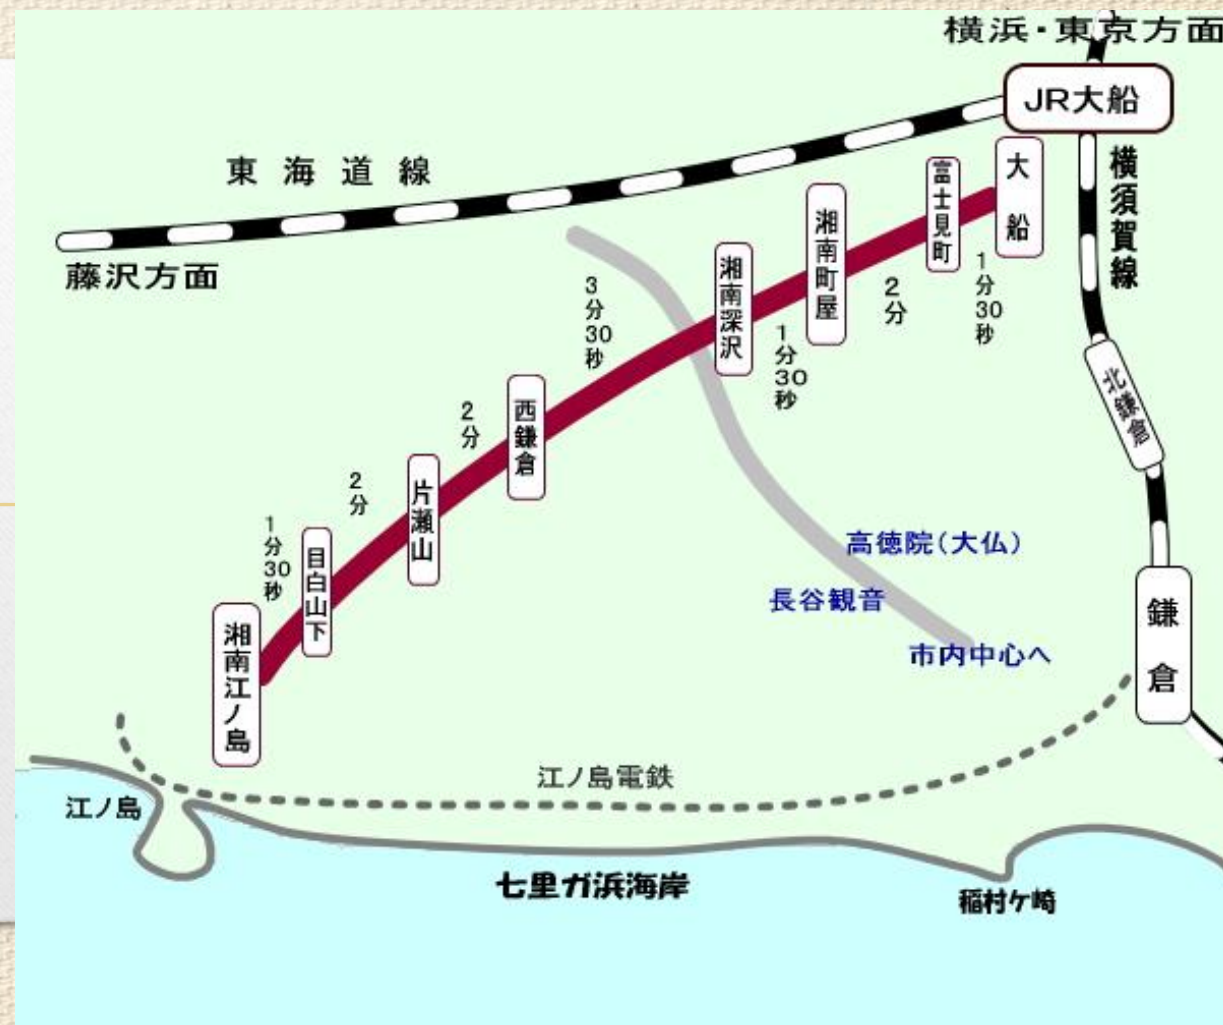 横浜・東京方面
JR大船
東海道線
藤沢方面
横須賀線
大船
富士見町
湘南町屋
湘南深沢
西鎌倉
片瀬山
目白山下
湘南江ノ島
1分30秒
2分
1分30秒
3分30秒
2分
2分
1分30秒
北鎌倉
鎌倉
高徳院(大仏)
長谷観音
市内中心へ
江ノ島電鉄
江ノ島
七里ガ浜海岸
稲村ケ崎